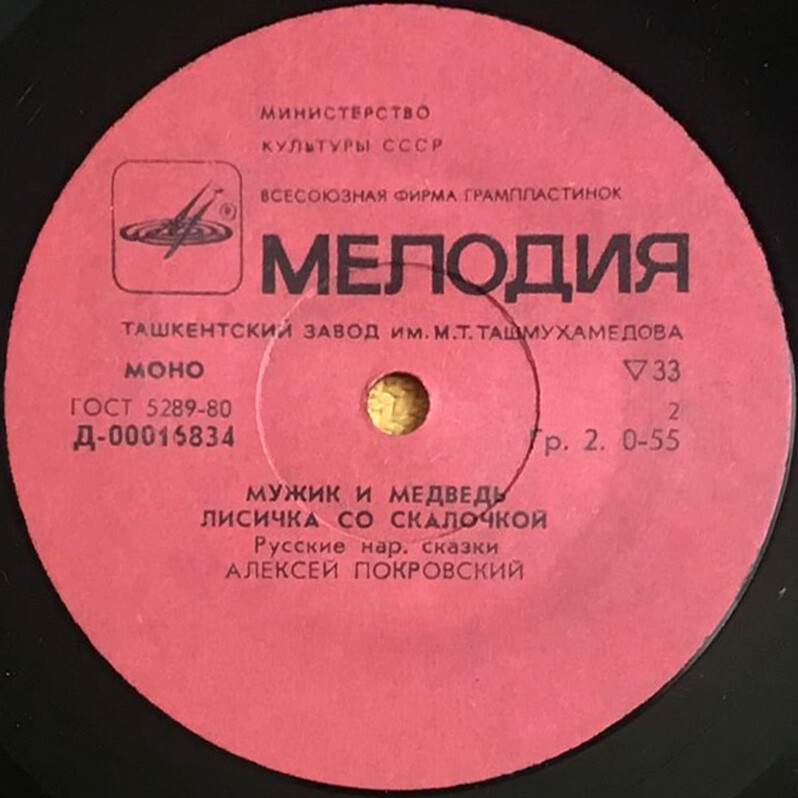 МИНИСТЕРСТВО
КУЛЬТУРЫ СССР
ВСЕСОЮЗНАЯ ФИРМА ГРАМПЛАСТИНОК
МЕЛОДИЯ
ТАШКЕНТСКИЙ ЗАВОД ИМ. М.Т. ТАШМУХАМЕДОВА
МОНО ▽33
ГОСТ 5289-80 2
Д-00016834 Гр. 2. 0-55
МУЖИК И МЕДВЕДЬ
ЛИСИЧКА СО СКАЛОЧКОЙ
Русские нар. сказки
АЛЕКСЕЙ ПОКРОВСКИЙ